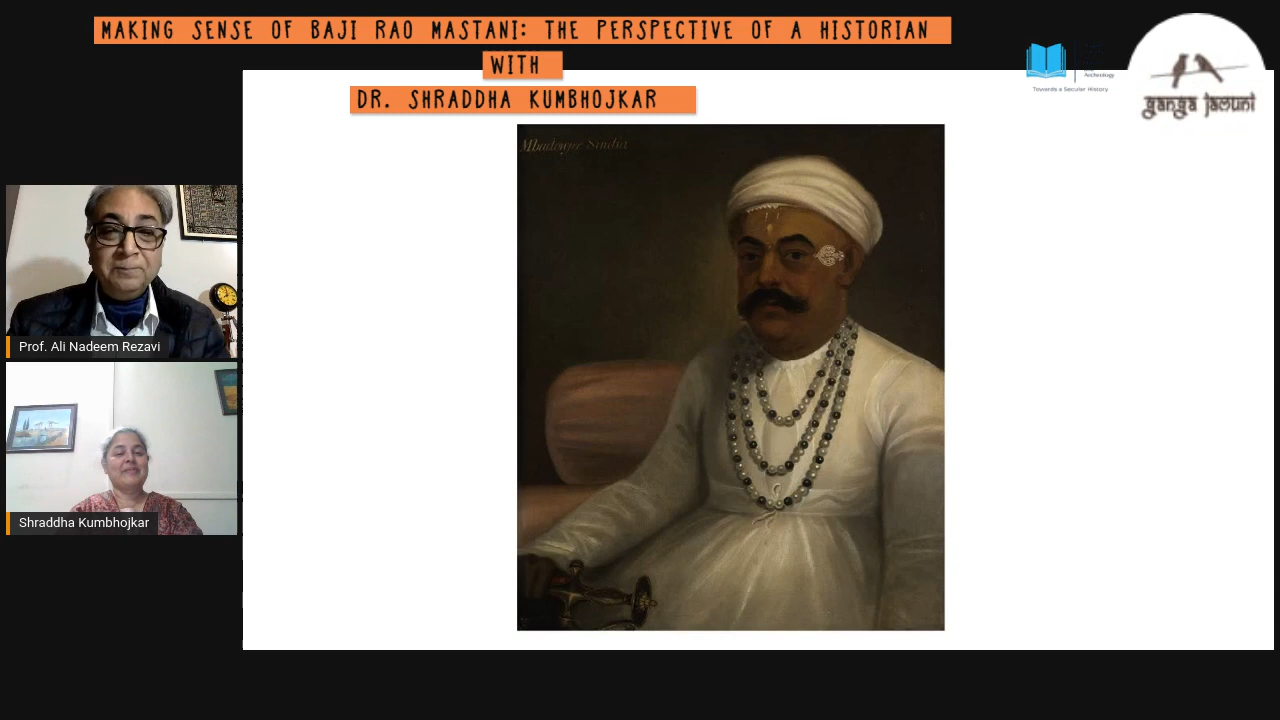 MAKING SENSE OF BAJI RAO MASTANI: THE PERSPECTIVE OF A HISTORIAN
WITH
DR. SHRADDHA KUMBHOJKAR
Archeology
Towards a Secular History
ganga jamuni
Prof. Ali Nadeem Rezavi
Shraddha Kumbhojkar